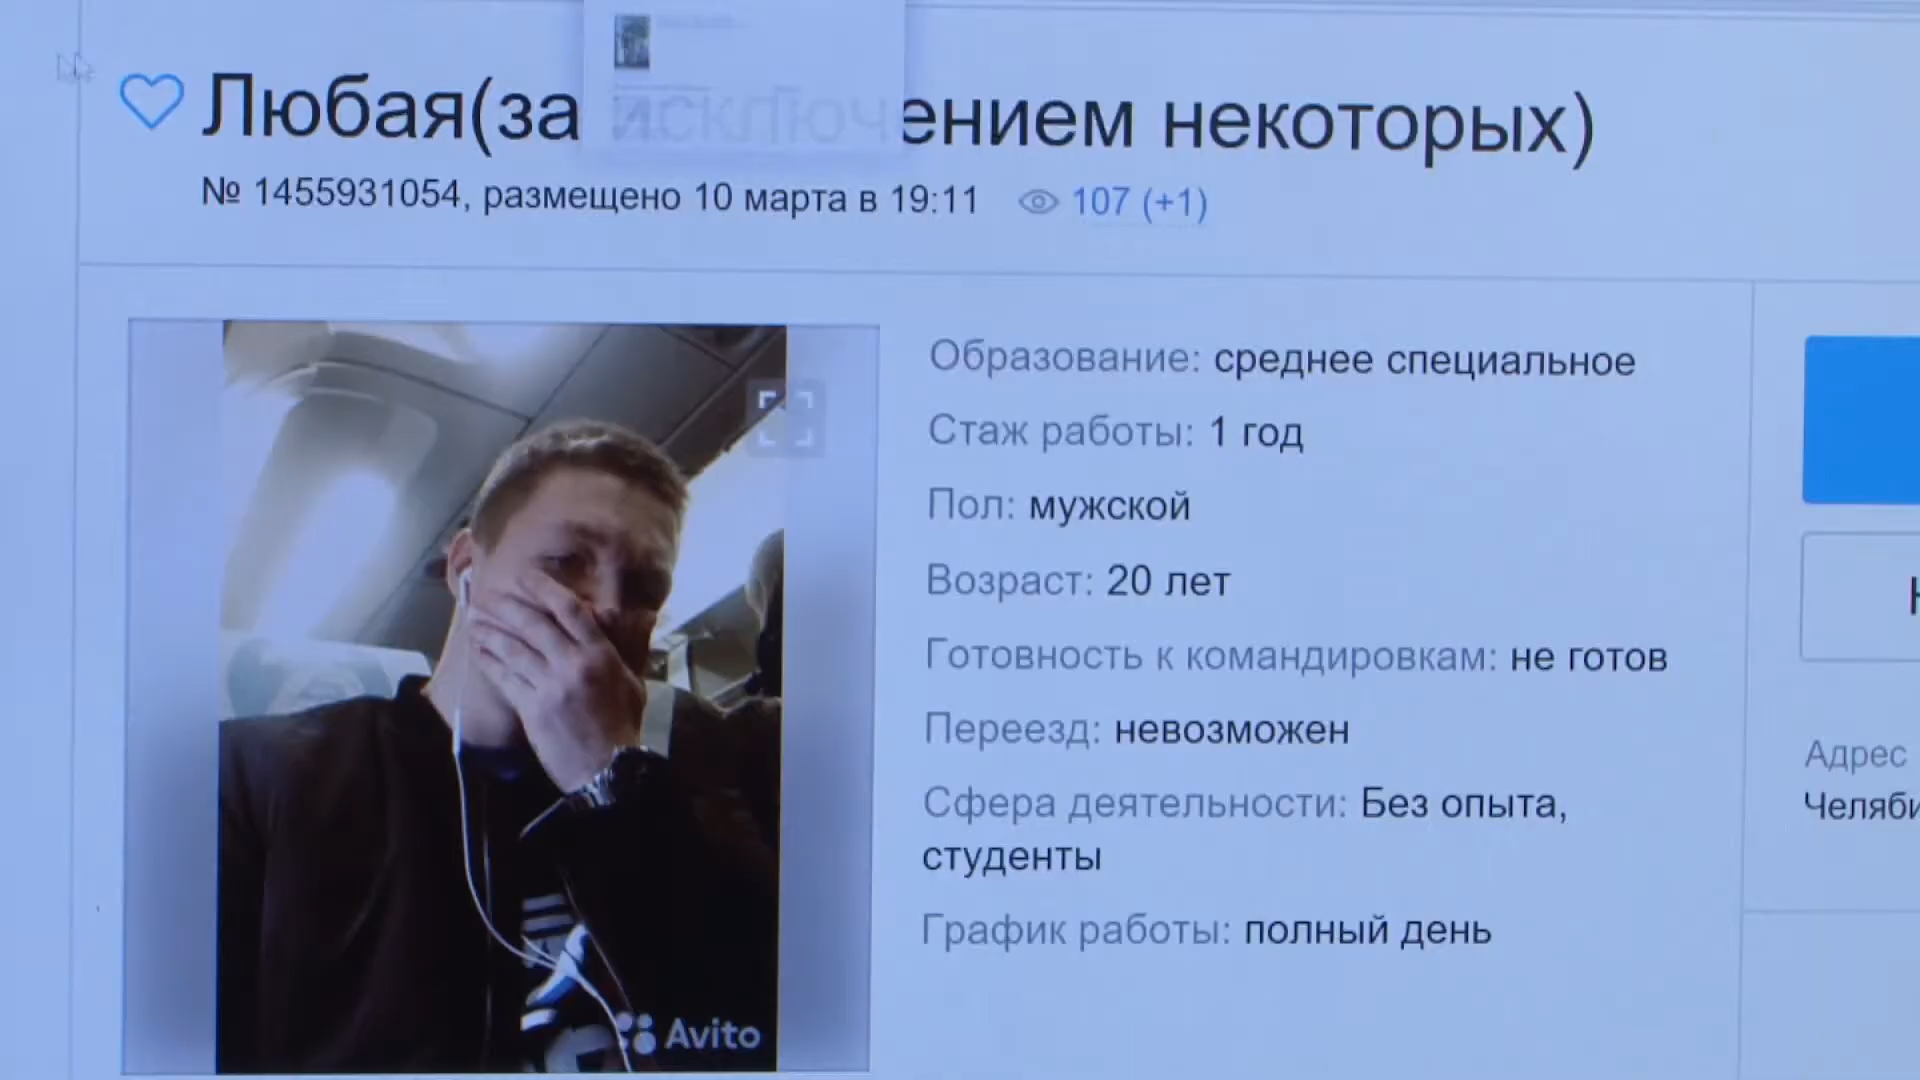 Любая(за исключением некоторых)
№ 1455931054, размещено 10 марта в 19:11 107 (+1)
Образование: среднее специальное
Стаж работы: 1 год
Пол: мужской
Возраст: 20 лет
Готовность к командировкам: не готов
Переезд: невозможен
Сфера деятельности: Без опыта,
студенты
График работы: полный день
Адрес
Avito